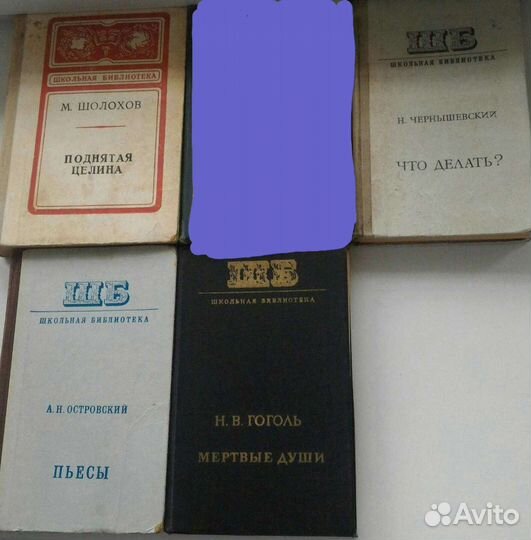 ШКОЛЬНАЯ БИБЛИОТЕКА
М. ШОЛОХОВ
ПОДНЯТАЯ
ЦЕЛИНА
ШБ
ШКОЛЬНАЯ БИБЛИОТЕКА
Н. ЧЕРНЫШЕВСКИЙ
ЧТО ДЕЛАТЬ?
ШБ
ШКОЛЬНАЯ БИБЛИОТЕКА
А. Н. ОСТРОВСКИЙ
ПЬЕСЫ
ШБ
ШКОЛЬНАЯ БИБЛИОТЕКА
Н. В. ГОГОЛЬ
МЕРТВЫЕ ДУШИ
Avito